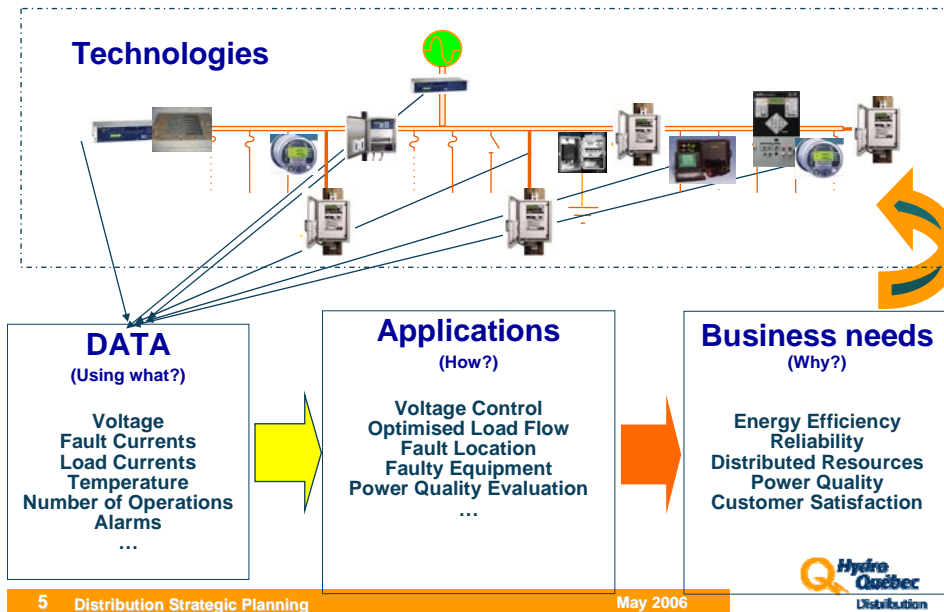 Technologies
DATA
(Using what?)
Voltage
Fault Currents
Load Currents
Temperature
Number of Operations
Alarms
…
Applications
(How?)
Voltage Control
Optimised Load Flow
Fault Location
Faulty Equipment
Power Quality Evaluation
…
Business needs
(Why?)
Energy Efficiency
Reliability
Distributed Resources
Power Quality
Customer Satisfaction
Hydro
Québec
Distribution
5 Distribution Strategic Planning May 2006